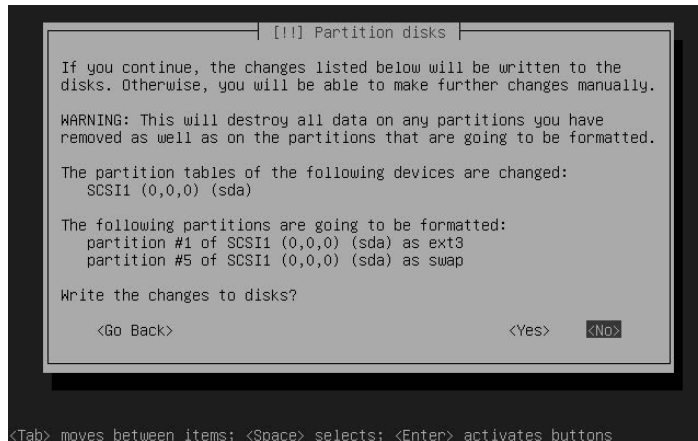 [!!] Partition disks
If you continue, the changes listed below will be written to the
disks. Otherwise, you will be able to make further changes manually.
WARNING: This will destroy all data on any partitions you have
removed as well as on the partitions that are going to be formatted.
The partition tables of the following devices are changed:
SCSI1 (0,0,0) (sda)
The following partitions are going to be formatted:
partition #1 of SCSI1 (0,0,0) (sda) as ext3
partition #5 of SCSI1 (0,0,0) (sda) as swap
Write the changes to disks?
<Go Back> <Yes> <No>
<Tab> moves between items; <Space> selects; <Enter> activates buttons